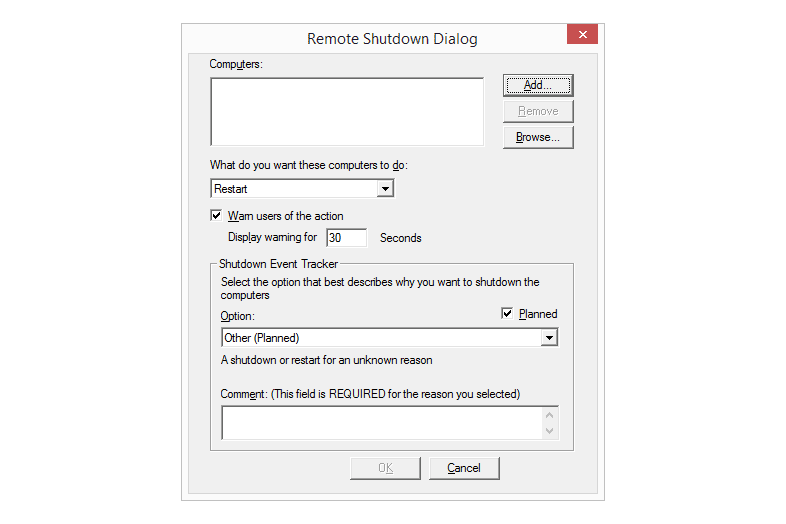 Remote Shutdown Dialog
Computers:
Add...
Remove
Browse...
What do you want these computers to do:
Restart
Warn users of the action
Display warning for 30 Seconds
Shutdown Event Tracker
Select the option that best describes why you want to shutdown the
computers
Option:
Planned
Other (Planned)
A shutdown or restart for an unknown reason
Comment: (This field is REQUIRED for the reason you selected)
OK
Cancel